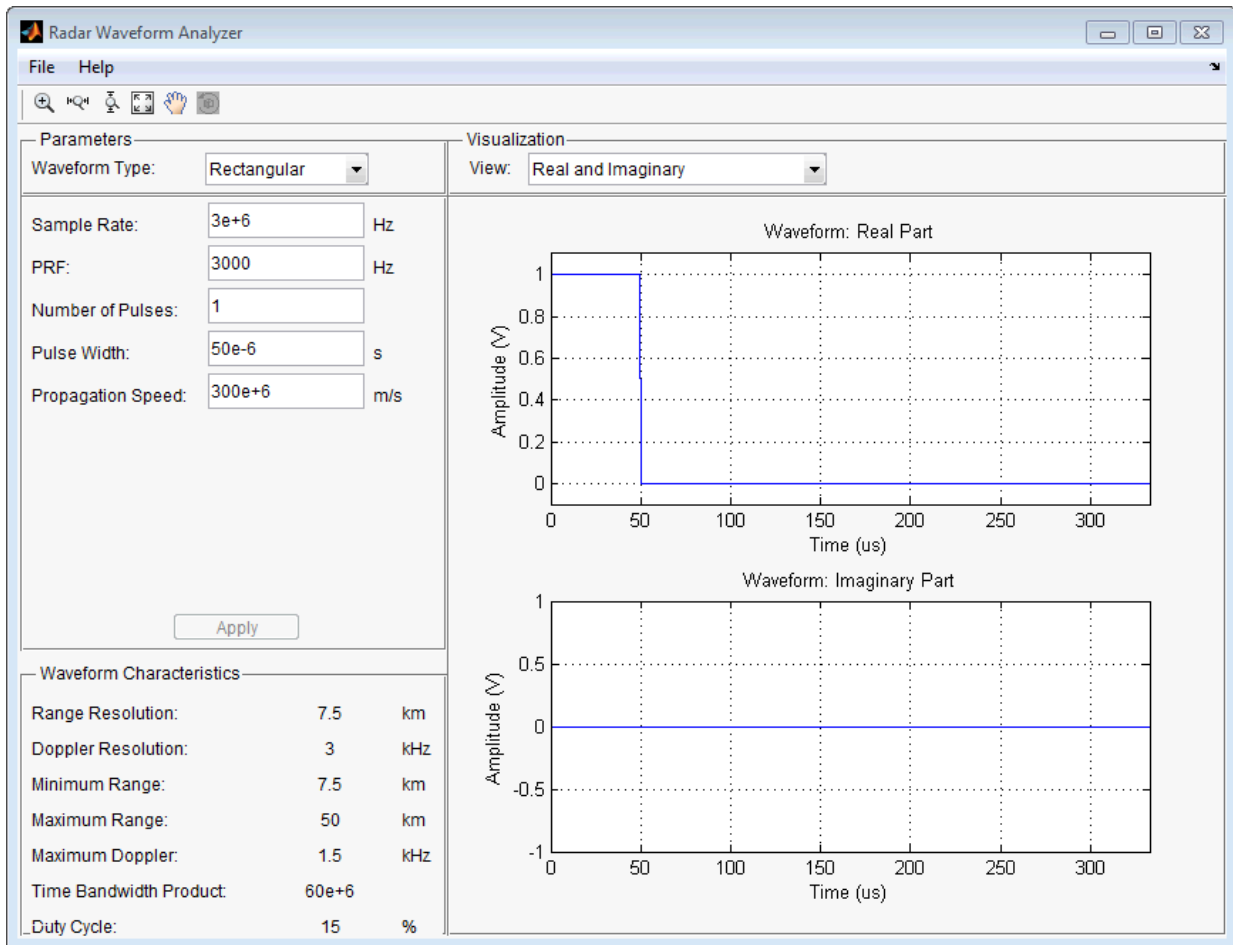 Radar Waveform Analyzer
File Help
Parameters
Waveform Type: Rectangular
Visualization
View: Real and Imaginary
Sample Rate: 3e+6 Hz
PRF: 3000 Hz
Number of Pulses: 1
Pulse Width: 50e-6 s
Propagation Speed: 300e+6 m/s
Apply
Waveform Characteristics
Range Resolution: 7.5 km
Doppler Resolution: 3 kHz
Minimum Range: 7.5 km
Maximum Range: 50 km
Maximum Doppler: 1.5 kHz
Time Bandwidth Product: 60e+6
Duty Cycle: 15 %
Waveform: Real Part
Amplitude (V)
1
0.8
0.6
0.4
0.2
0
0 50 100 150 200 250 300
Time (us)
Waveform: Imaginary Part
Amplitude (V)
1
0.5
0
-0.5
-1
0 50 100 150 200 250 300
Time (us)